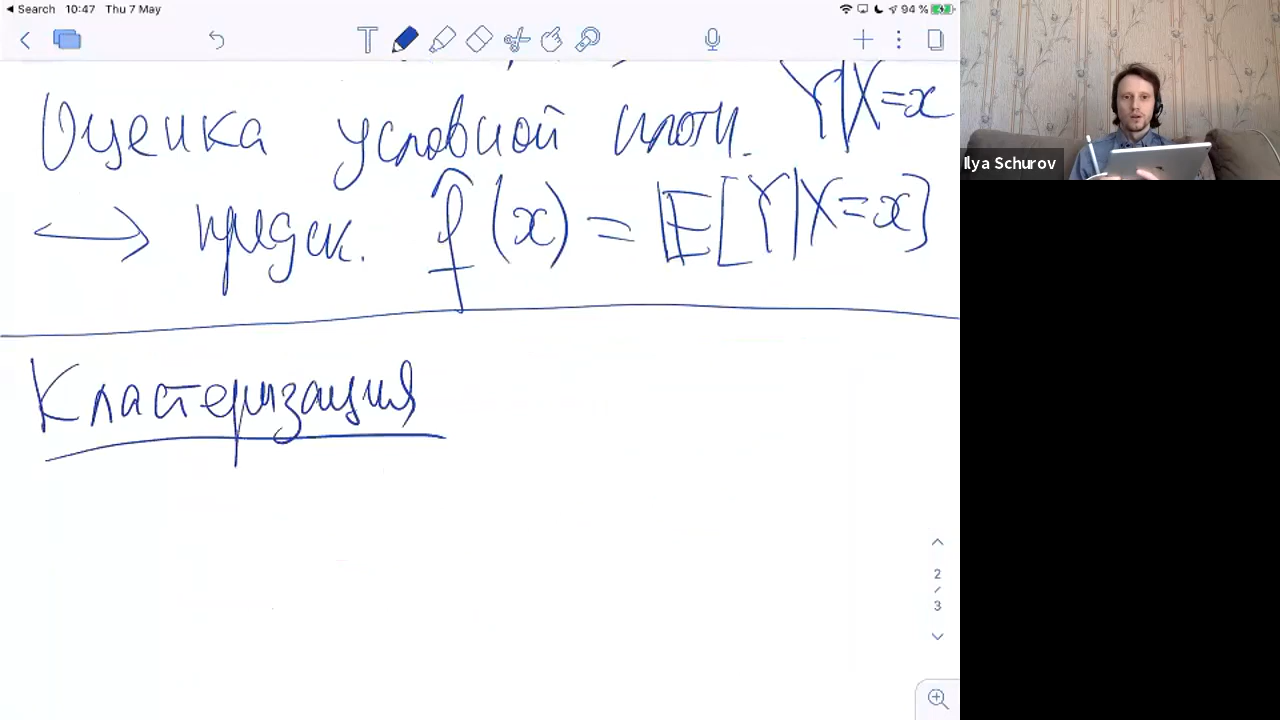 Search 10:47 Thu 7 May 94 %
T
Оценка условной плотн. Y|X=x
⟶ предск. f̂(x) = 𝔼[Y|X=x]
Кластеризация
Ilya Schurov
2
/
3